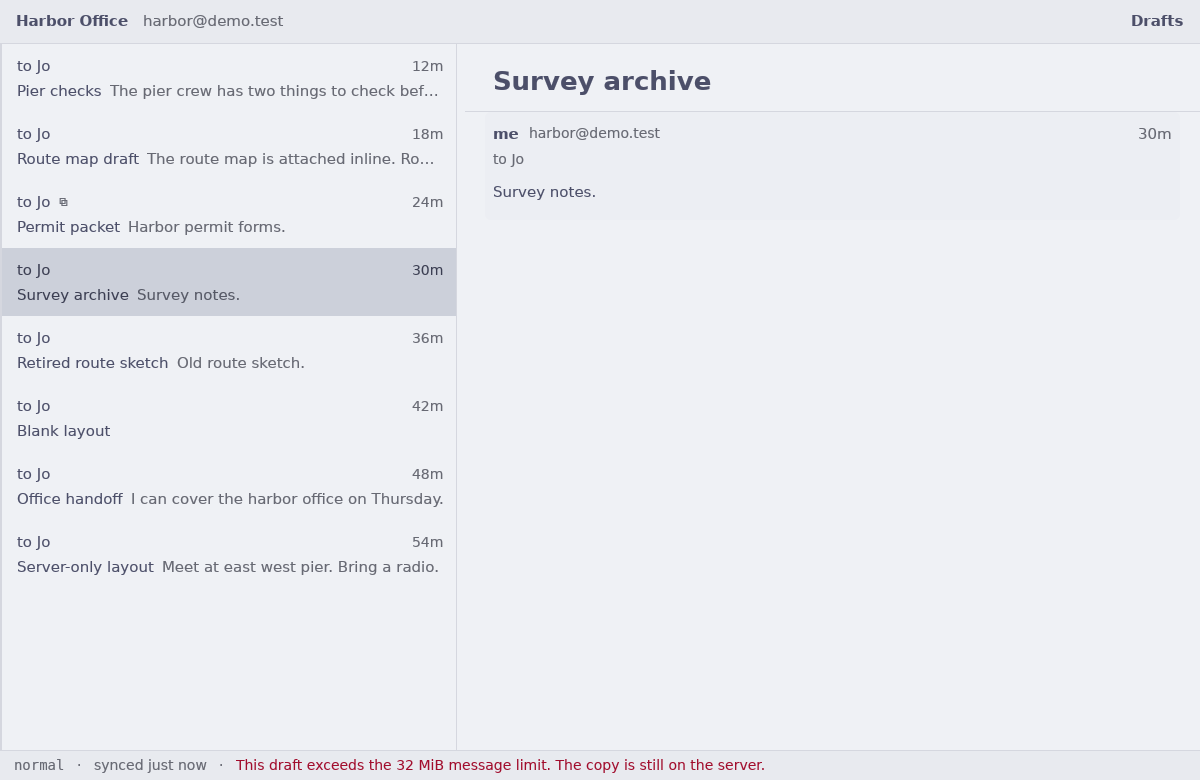 Harbor Office harbor@demo.test Drafts
to Jo 12m
Pier checks The pier crew has two things to check bef…
to Jo 18m
Route map draft The route map is attached inline. Ro…
to Jo 24m
Permit packet Harbor permit forms.
to Jo 30m
Survey archive Survey notes.
to Jo 36m
Retired route sketch Old route sketch.
to Jo 42m
Blank layout
to Jo 48m
Office handoff I can cover the harbor office on Thursday.
to Jo 54m
Server-only layout Meet at east west pier. Bring a radio.
Survey archive
me harbor@demo.test 30m
to Jo
Survey notes.
normal · synced just now · This draft exceeds the 32 MiB message limit. The copy is still on the server.